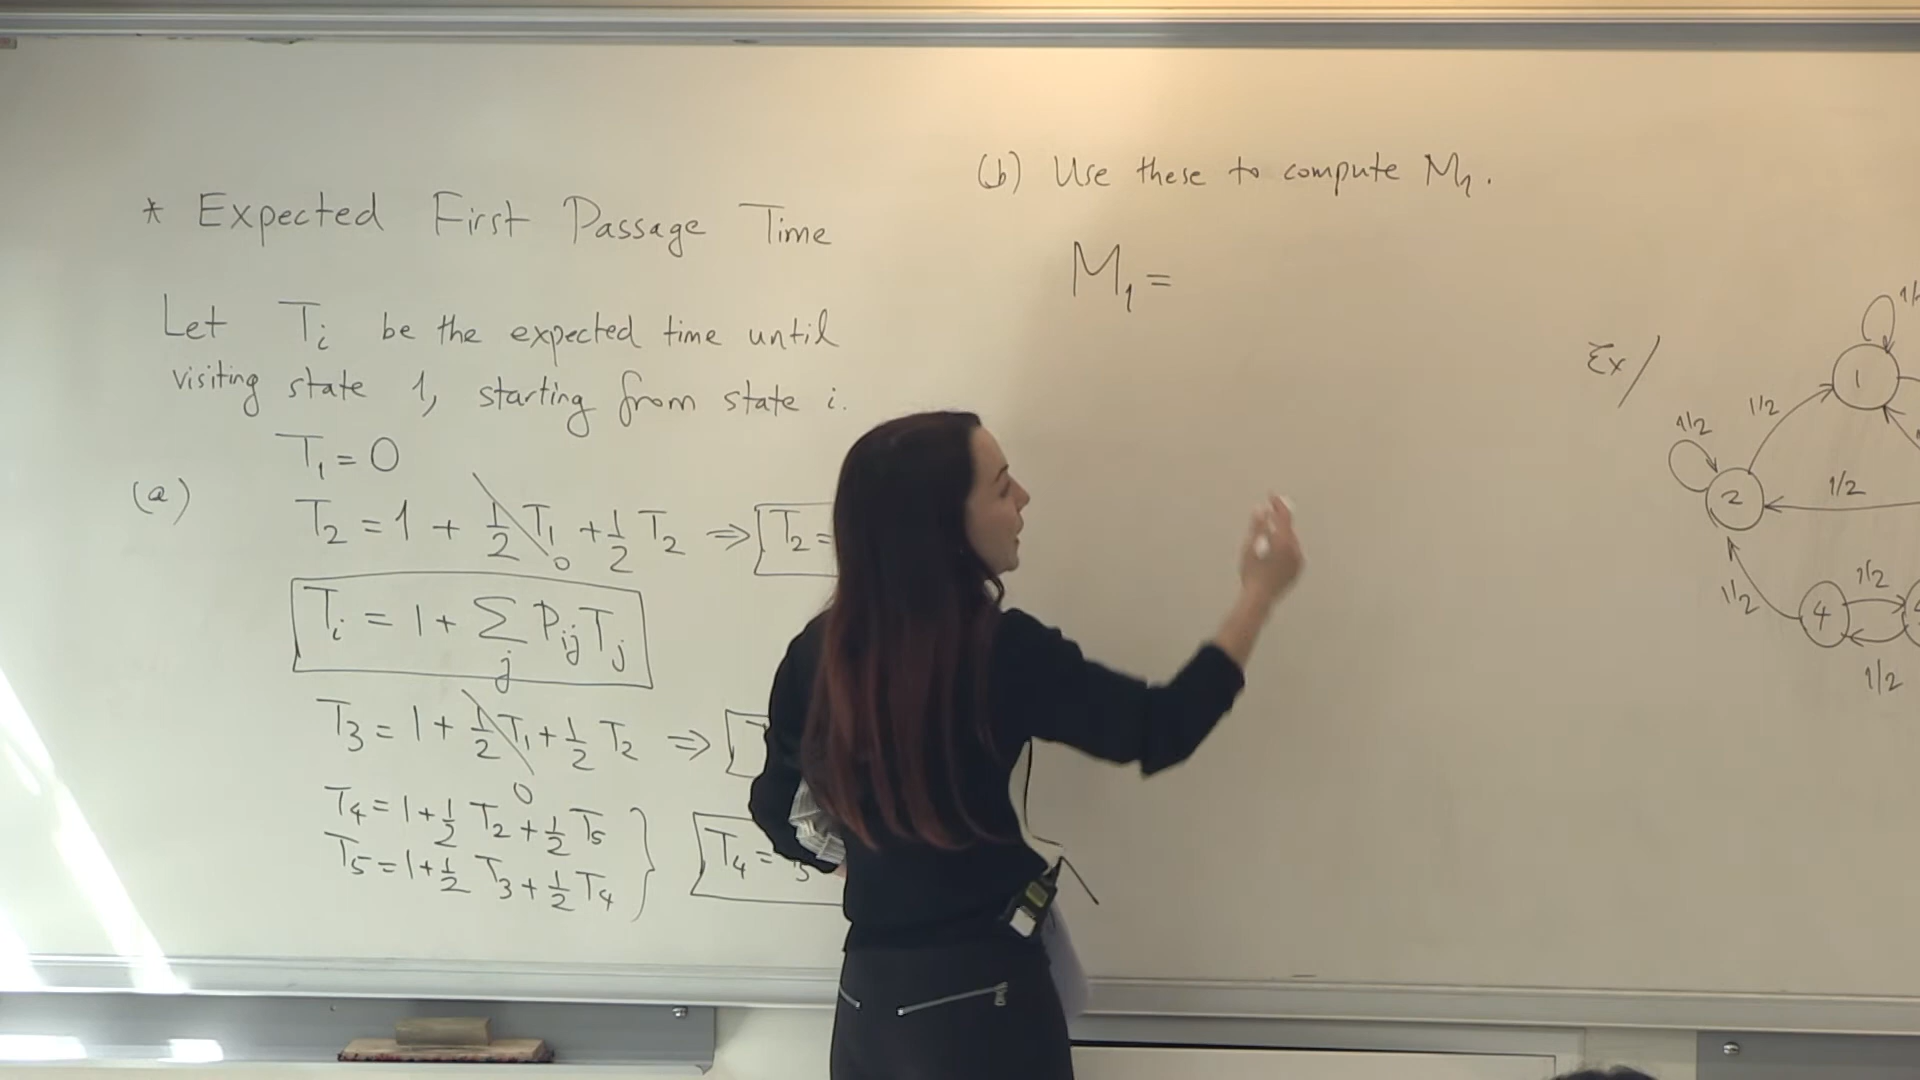 * Expected First Passage Time
Let Tᵢ be the expected time until
visiting state 1, starting from state i.
T₁ = 0
(a)
T₂ = 1 + 1/2 T₁ + 1/2 T₂ ⇒ T₂ =
0
Tᵢ = 1 + Σⱼ Pᵢⱼ Tⱼ
T₃ = 1 + 1/2 T₁ + 1/2 T₂ ⇒
0
T₄ = 1 + 1/2 T₂ + 1/2 T₅
T₅ = 1 + 1/2 T₃ + 1/2 T₄
T₄ =
(b) Use these to compute M₁.
M₁ =
Ex/
1
1/2
1/2
2
1/2
1/2
4
1/2
1/2